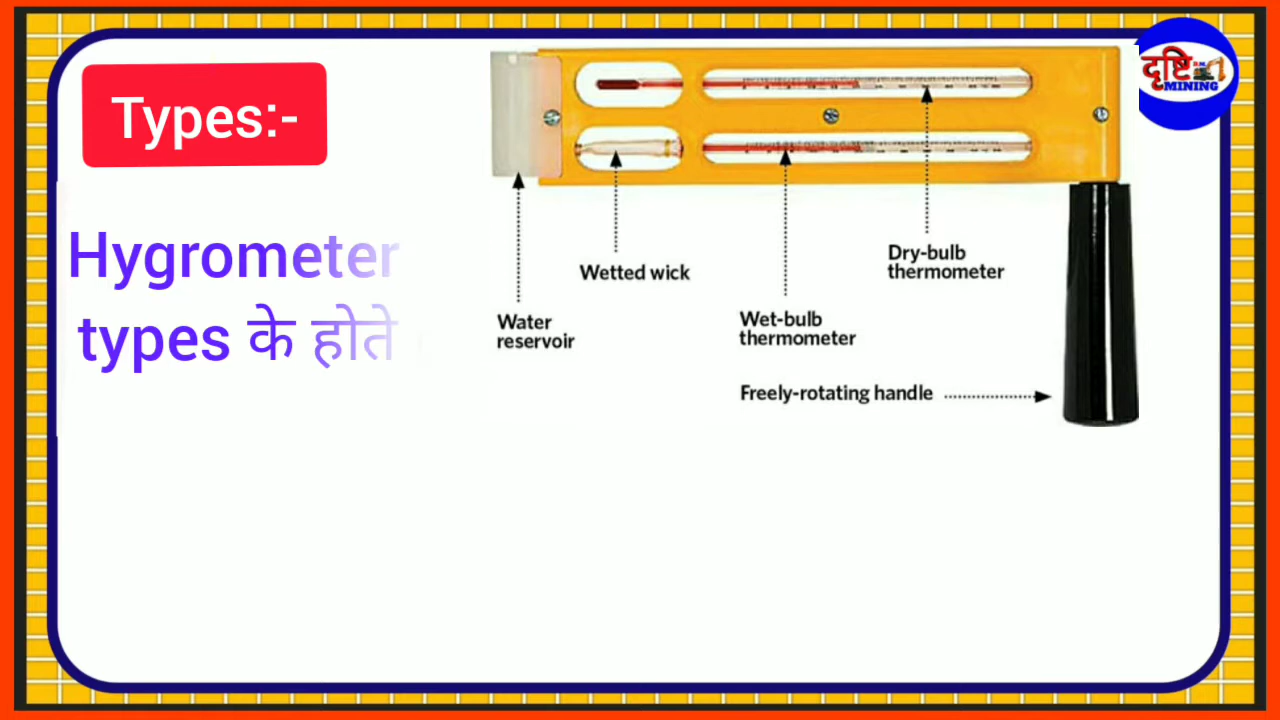 Types:-
Hygrometer
types के होते
Wetted wick
Dry-bulb
thermometer
Water
reservoir
Wet-bulb
thermometer
Freely-rotating handle
दृष्टि
MINING